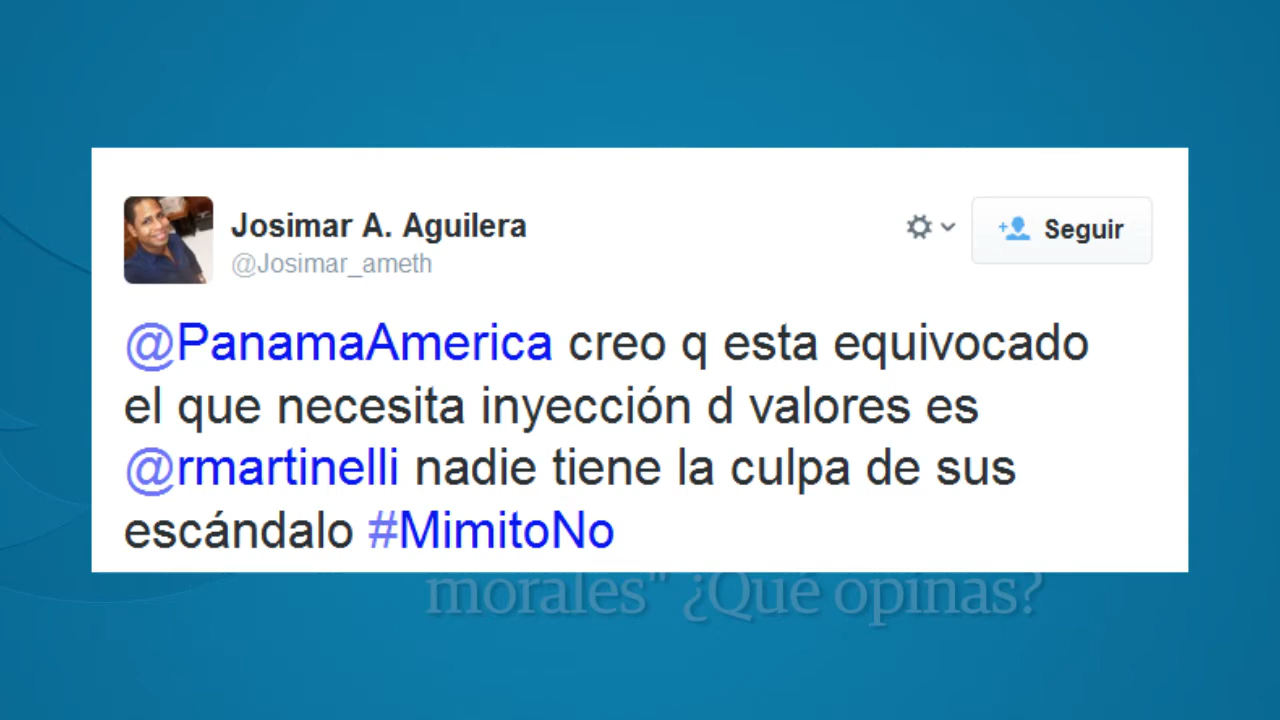 Josimar A. Aguilera
@Josimar_ameth
Seguir
@PanamaAmerica creo q esta equivocado
el que necesita inyección d valores es
@rmartinelli nadie tiene la culpa de sus
escándalo #MimitoNo
morales" ¿Qué opinas?